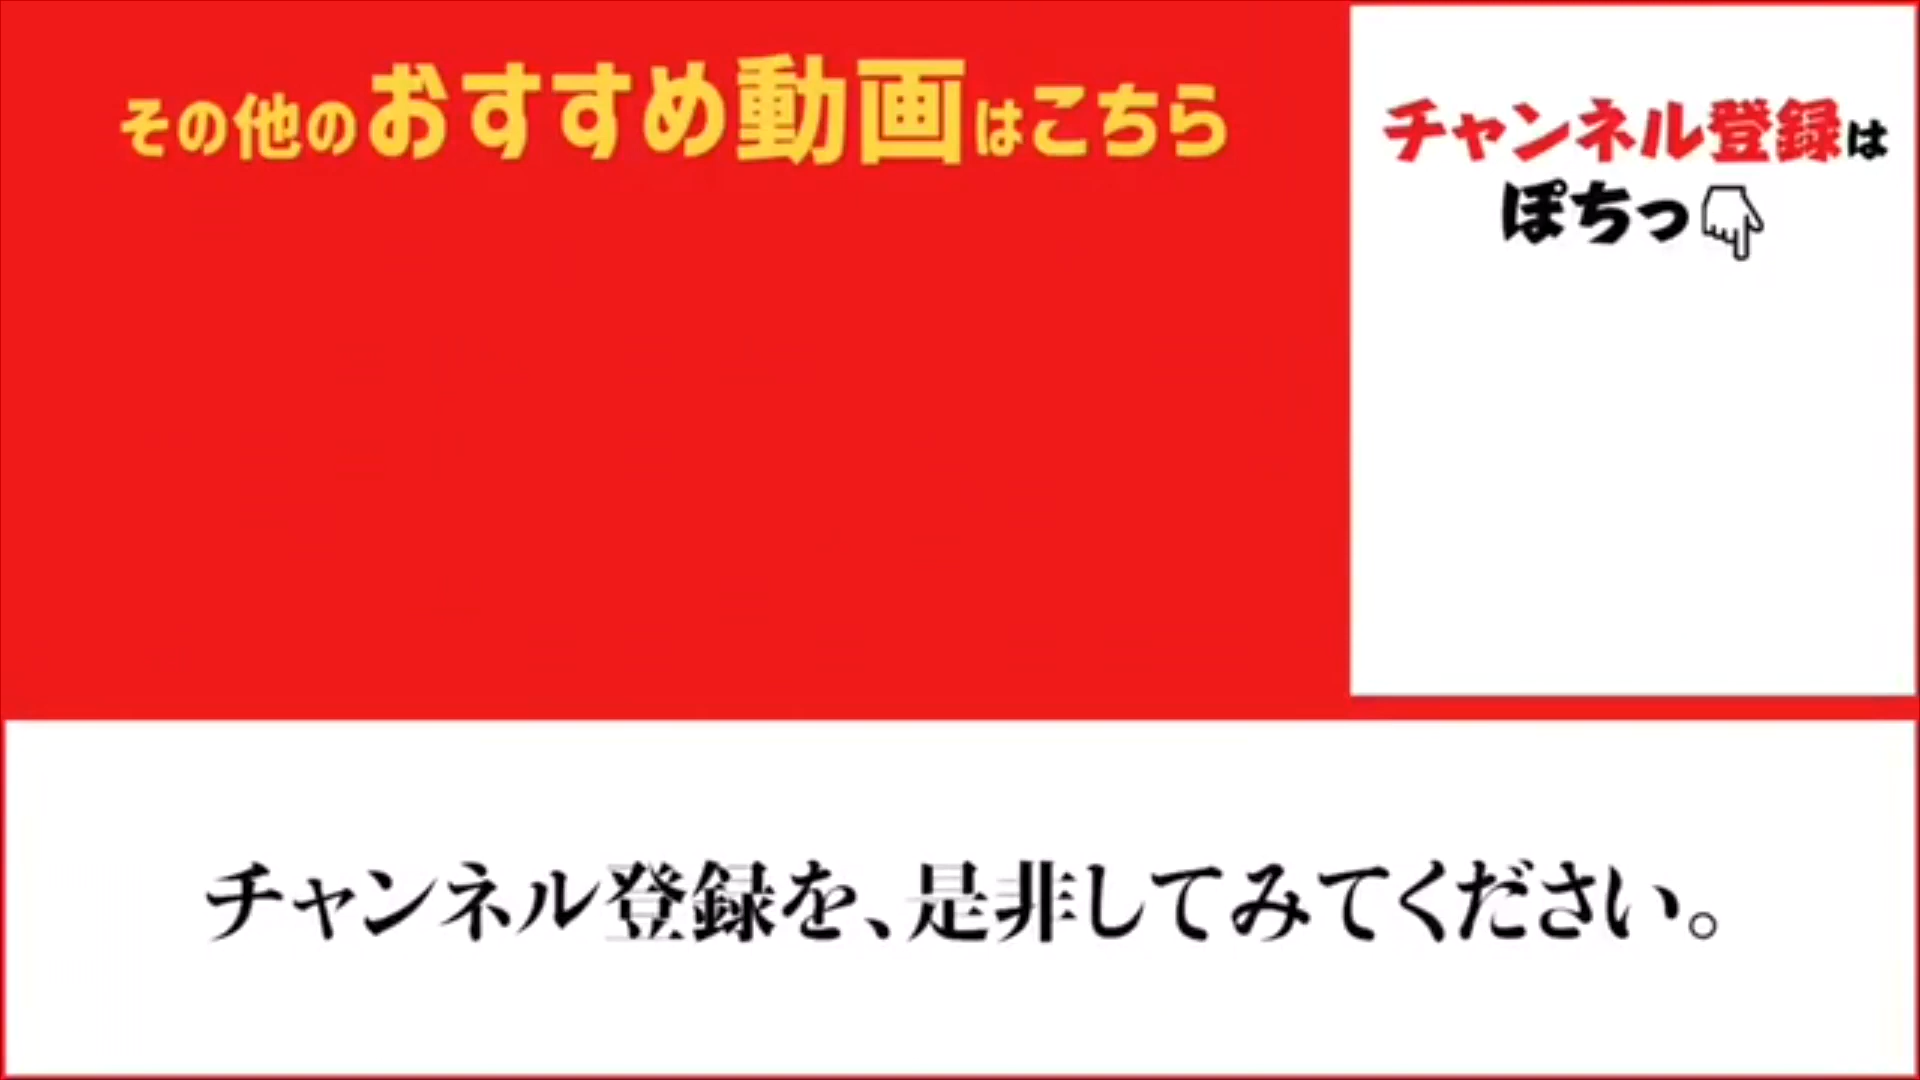 その他のおすすめ動画はこちら
チャンネル登録は
ぽちっ👇
チャンネル登録を、是非してみてください。